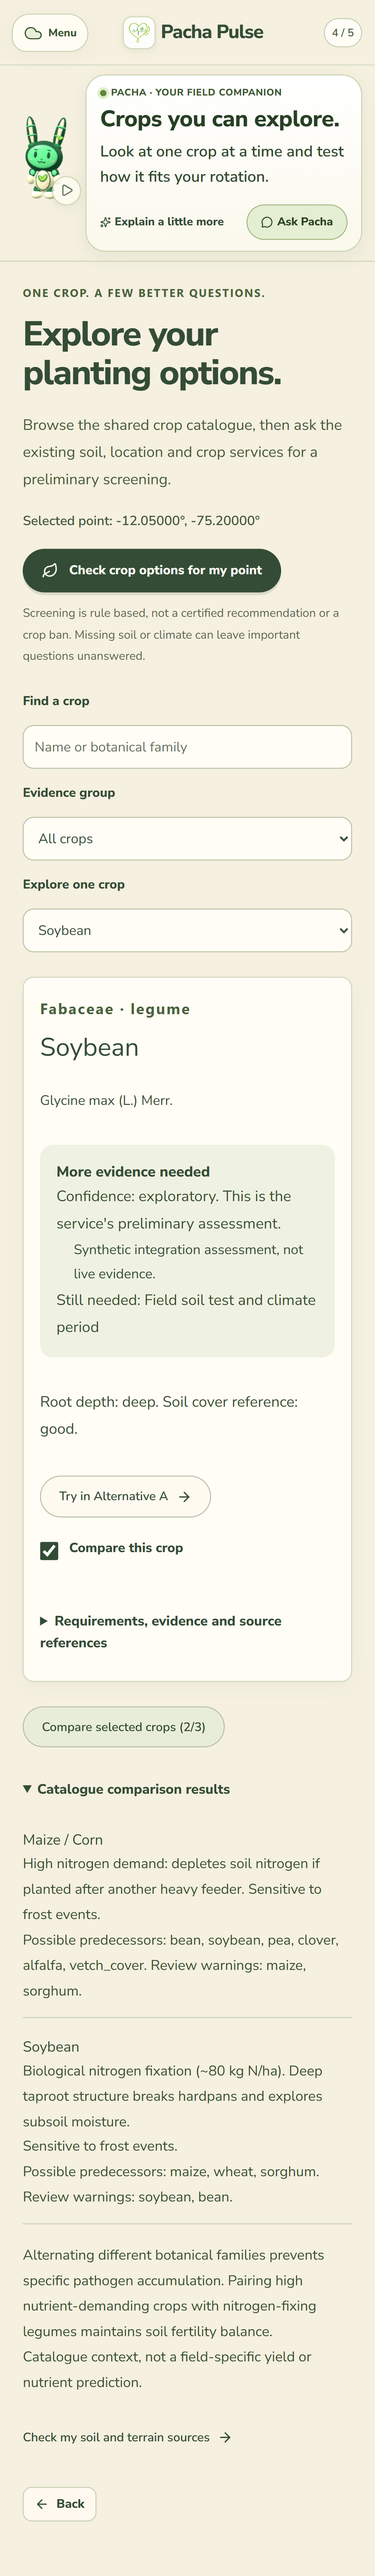 Menu
Pacha Pulse
4 / 5
PACHA · YOUR FIELD COMPANION
Crops you can explore.
Look at one crop at a time and test
how it fits your rotation.
Explain a little more
Ask Pacha
ONE CROP. A FEW BETTER QUESTIONS.
Explore your
planting options.
Browse the shared crop catalogue, then ask the
existing soil, location and crop services for a
preliminary screening.
Selected point: -12.05000°, -75.20000°
Check crop options for my point
Screening is rule based, not a certified recommendation or a
crop ban. Missing soil or climate can leave important
questions unanswered.
Find a crop
Name or botanical family
Evidence group
All crops
Explore one crop
Soybean
Fabaceae · legume
Soybean
Glycine max (L.) Merr.
More evidence needed
Confidence: exploratory. This is the
service's preliminary assessment.
Synthetic integration assessment, not
live evidence.
Still needed: Field soil test and climate
period
Root depth: deep. Soil cover reference:
good.
Try in Alternative A
Compare this crop
Requirements, evidence and source
references
Compare selected crops (2/3)
Catalogue comparison results
Maize / Corn
High nitrogen demand: depletes soil nitrogen if
planted after another heavy feeder. Sensitive to
frost events.
Possible predecessors: bean, soybean, pea, clover,
alfalfa, vetch_cover. Review warnings: maize,
sorghum.
Soybean
Biological nitrogen fixation (~80 kg N/ha). Deep
taproot structure breaks hardpans and explores
subsoil moisture.
Sensitive to frost events.
Possible predecessors: maize, wheat, sorghum.
Review warnings: soybean, bean.
Alternating different botanical families prevents
specific pathogen accumulation. Pairing high
nutrient-demanding crops with nitrogen-fixing
legumes maintains soil fertility balance.
Catalogue context, not a field-specific yield or
nutrient prediction.
Check my soil and terrain sources
Back